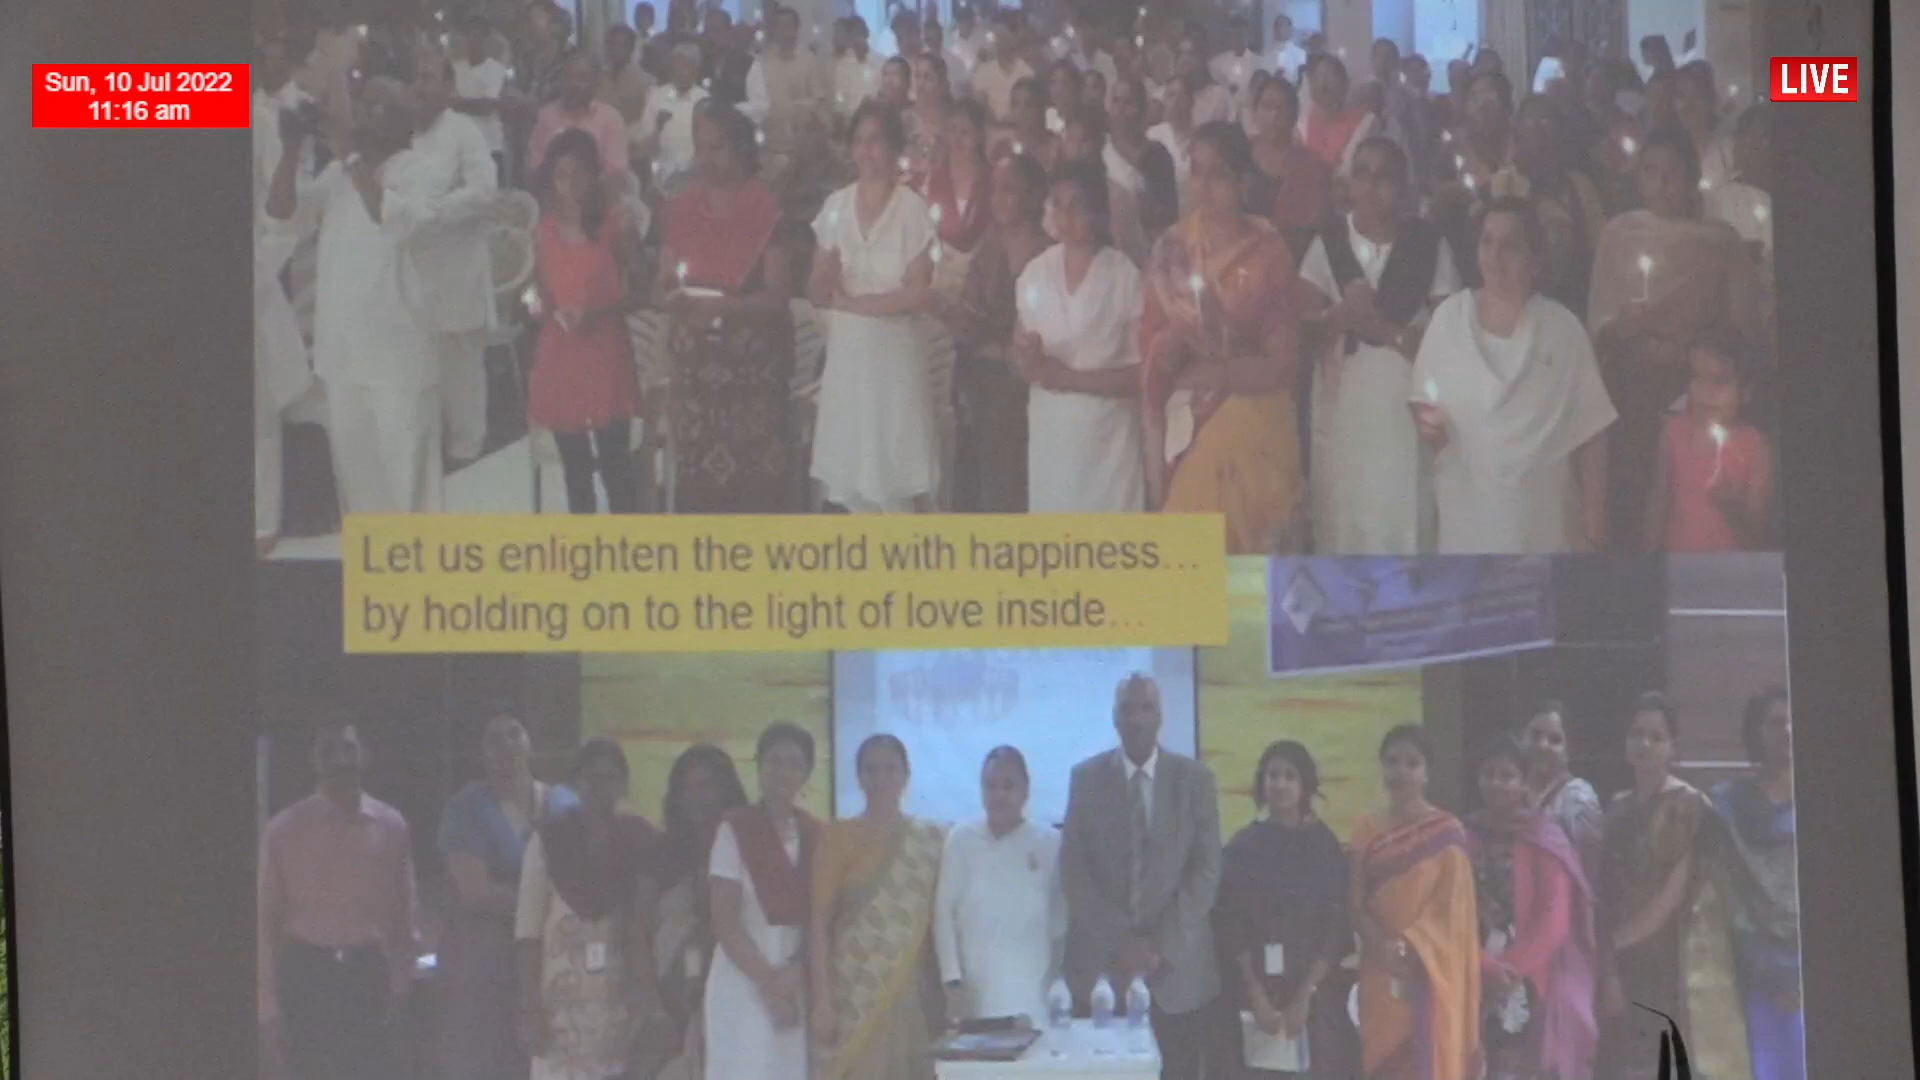 Sun, 10 Jul 2022
11:16 am
LIVE
Let us enlighten the world with happiness...
by holding on to the light of love inside...